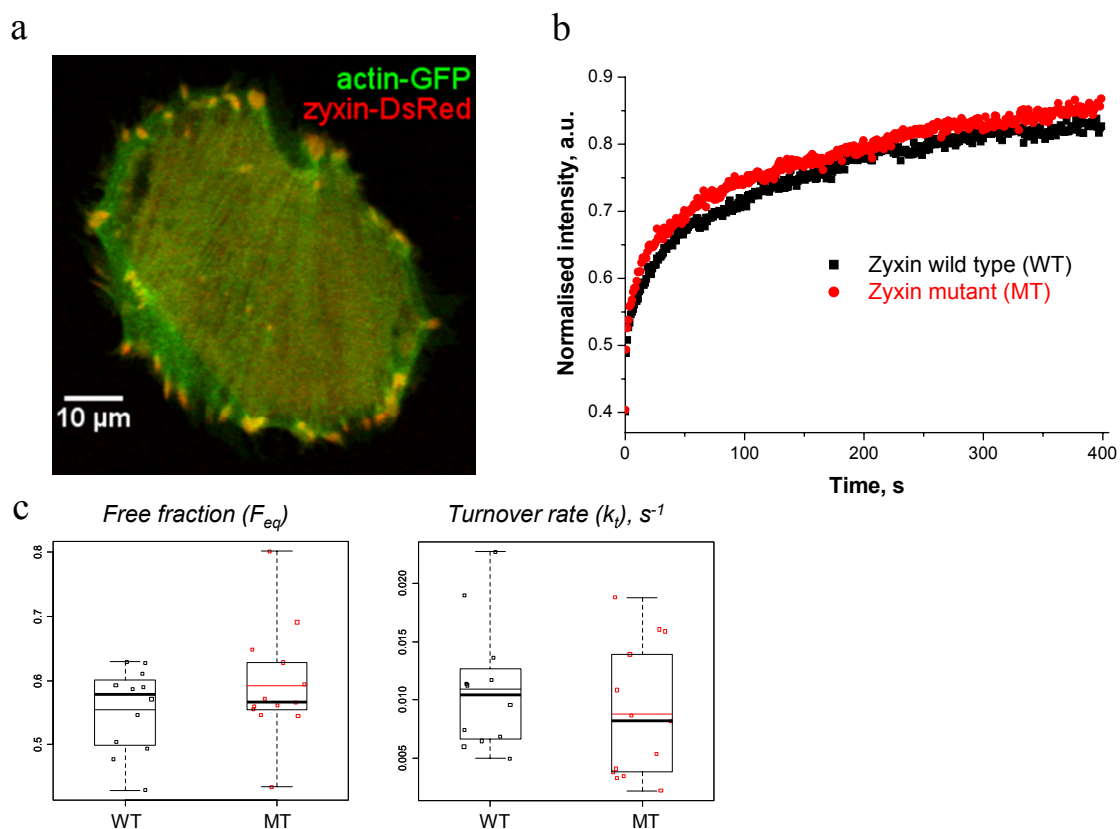 a
actin-GFP
zyxin-DsRed
10 µm
b
0.9
0.8
0.7
0.6
0.5
0.4
Normalised intensity, a.u.
Zyxin wild type (WT)
Zyxin mutant (MT)
0 100 200 300 400
Time, s
c
Free fraction (F_eq)
0.8
0.7
0.6
0.5
WT MT
Turnover rate (k_t), s⁻¹
0.020
0.015
0.010
0.005
WT MT